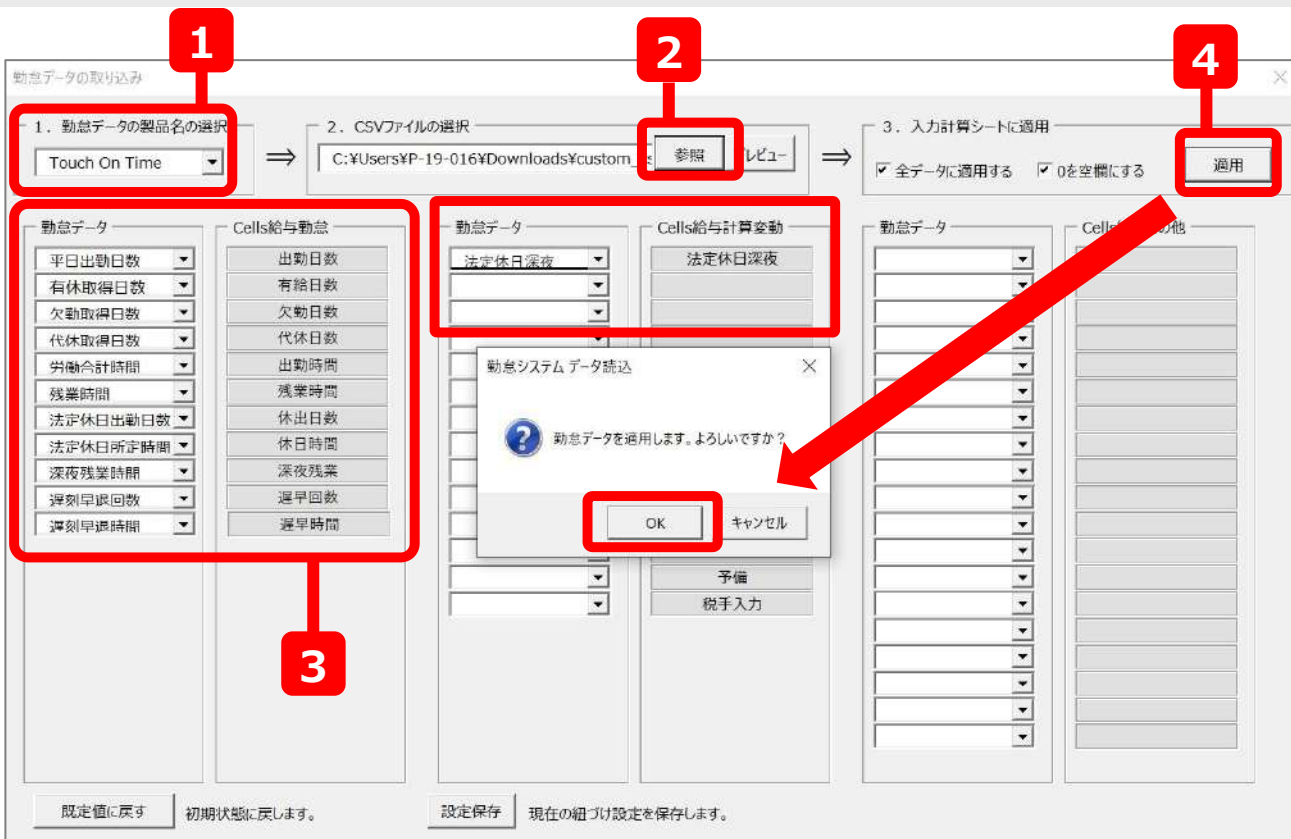 1
2
4
勤怠データの取り込み
1. 勤怠データの製品名の選択
Touch On Time
⇒
2. CSVファイルの選択
C:¥Users¥P-19-016¥Downloads¥custom_
参照
プレビュー
⇒
3. 入力計算シートに適用
全データに適用する
0を空欄にする
適用
勤怠データ
平日出勤日数
有休取得日数
欠勤取得日数
代休取得日数
労働合計時間
残業時間
法定休日出勤日数
法定休日所定時間
深夜残業時間
遅刻早退回数
遅刻早退時間
Cells給与勤怠
出勤日数
有給日数
欠勤日数
代休日数
出勤時間
残業時間
休出日数
休日時間
深夜残業
遅早回数
遅早時間
3
勤怠データ
法定休日深夜
Cells給与計算変動
法定休日深夜
予備
税手入力
勤怠システム データ読込
勤怠データを適用します。よろしいですか?
OK
キャンセル
勤怠データ
Cells給
の他
既定値に戻す
初期状態に戻します。
設定保存
現在の紐づけ設定を保存します。